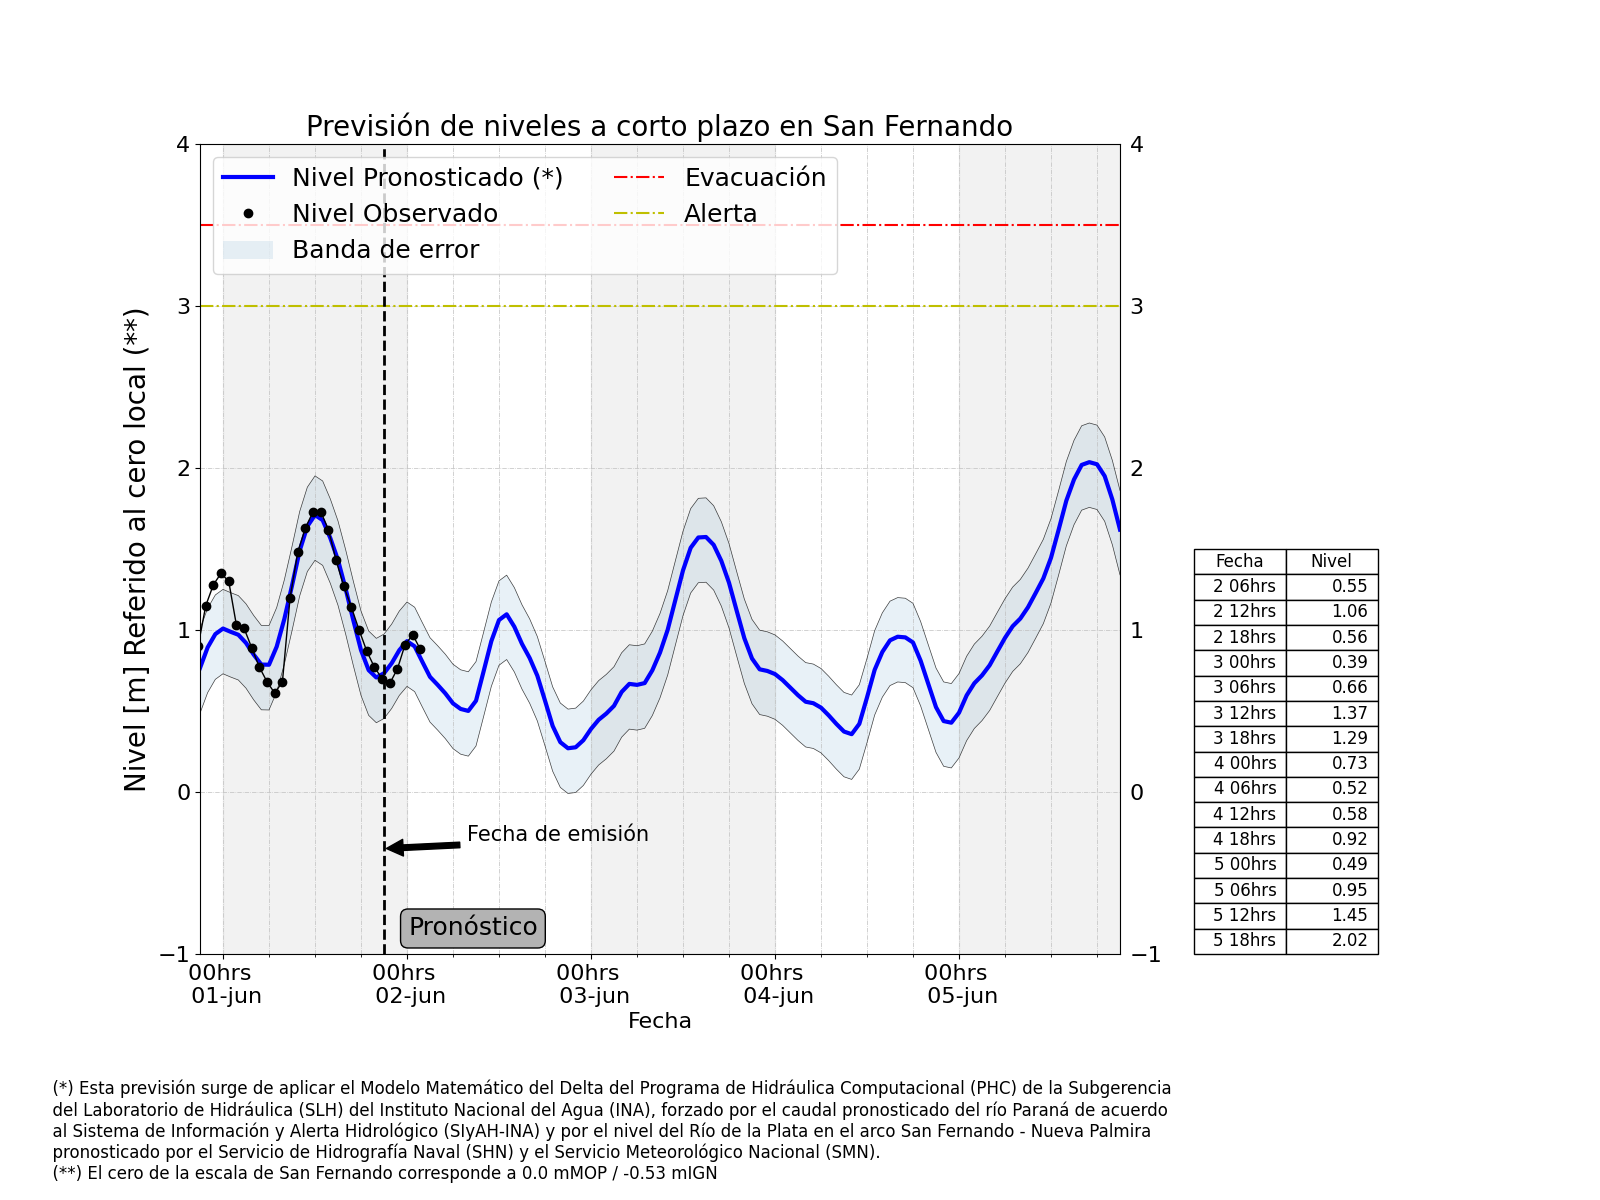 Previsión de niveles a corto plazo en San Fernando
Nivel Pronosticado (*)
Nivel Observado
Banda de error
Evacuación
Alerta
Nivel [m] Referido al cero local (**)
4
3
2
1
0
−1
4
3
2
1
0
−1
Fecha de emisión
Pronóstico
00hrs
01-jun
00hrs
02-jun
00hrs
03-jun
00hrs
04-jun
00hrs
05-jun
Fecha
Fecha Nivel
2 06hrs 0.55
2 12hrs 1.06
2 18hrs 0.56
3 00hrs 0.39
3 06hrs 0.66
3 12hrs 1.37
3 18hrs 1.29
4 00hrs 0.73
4 06hrs 0.52
4 12hrs 0.58
4 18hrs 0.92
5 00hrs 0.49
5 06hrs 0.95
5 12hrs 1.45
5 18hrs 2.02
(*) Esta previsión surge de aplicar el Modelo Matemático del Delta del Programa de Hidráulica Computacional (PHC) de la Subgerencia
del Laboratorio de Hidráulica (SLH) del Instituto Nacional del Agua (INA), forzado por el caudal pronosticado del río Paraná de acuerdo
al Sistema de Información y Alerta Hidrológico (SIyAH-INA) y por el nivel del Río de la Plata en el arco San Fernando - Nueva Palmira
pronosticado por el Servicio de Hidrografía Naval (SHN) y el Servicio Meteorológico Nacional (SMN).
(**) El cero de la escala de San Fernando corresponde a 0.0 mMOP / -0.53 mIGN